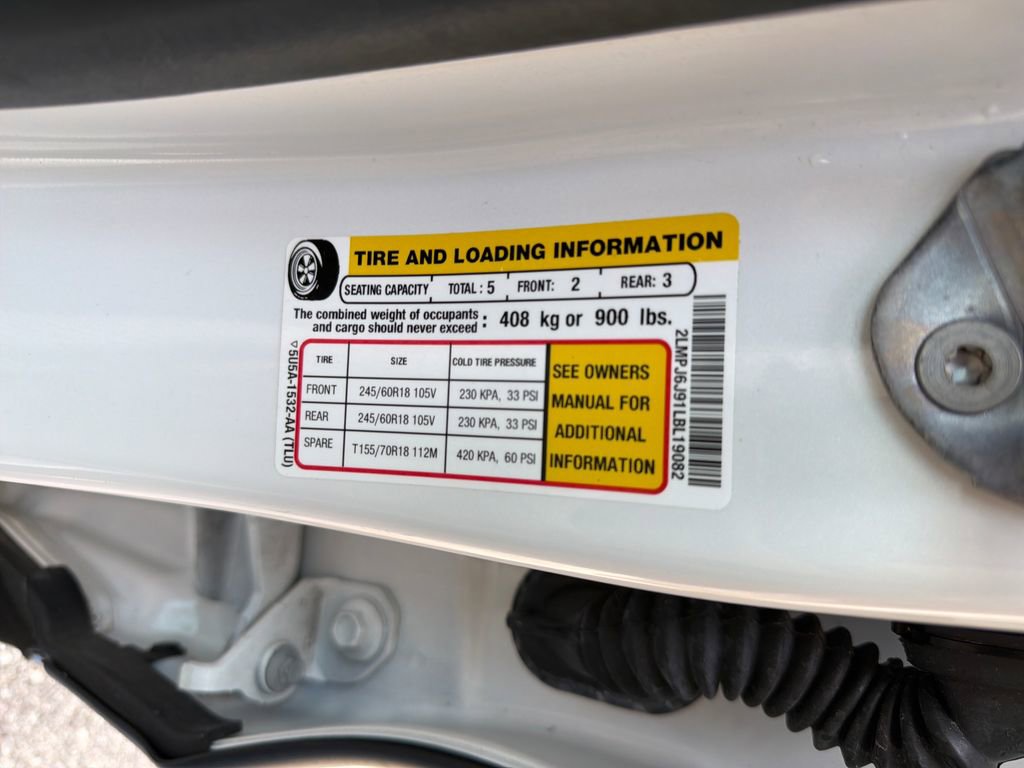 TIRE AND LOADING INFORMATION
SEATING CAPACITY TOTAL : 5 FRONT: 2 REAR: 3
The combined weight of occupants
and cargo should never exceed : 408 kg or 900 lbs.
TIRE SIZE COLD TIRE PRESSURE
FRONT 245/60R18 105V 230 KPA, 33 PSI
REAR 245/60R18 105V 230 KPA, 33 PSI
SPARE T155/70R18 112M 420 KPA, 60 PSI
SEE OWNERS
MANUAL FOR
ADDITIONAL
INFORMATION
5U5A-1532-AA (TLU)
2LMPJ6J91LBL19082